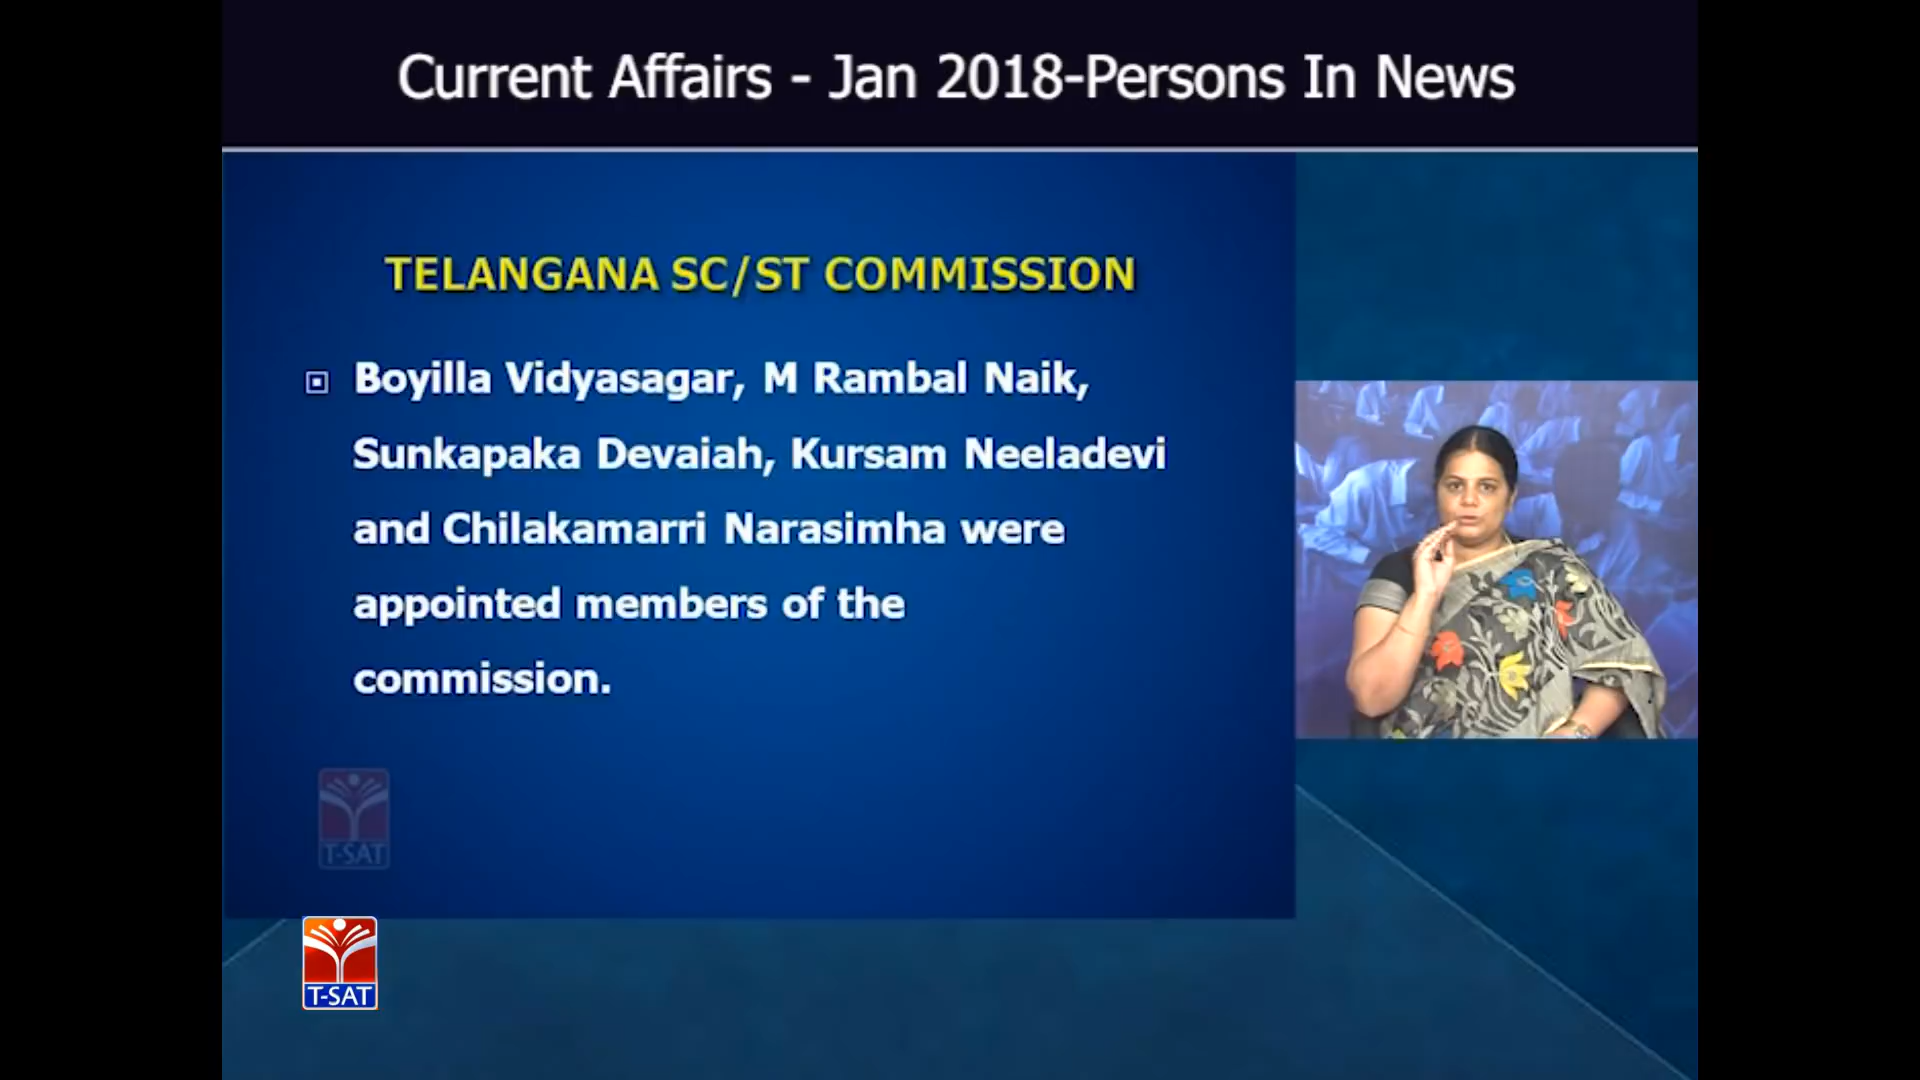 Current Affairs - Jan 2018-Persons In News
TELANGANA SC/ST COMMISSION
Boyilla Vidyasagar, M Rambal Naik,
Sunkapaka Devaiah, Kursam Neeladevi
and Chilakamarri Narasimha were
appointed members of the
commission.
T-SAT
T-SAT